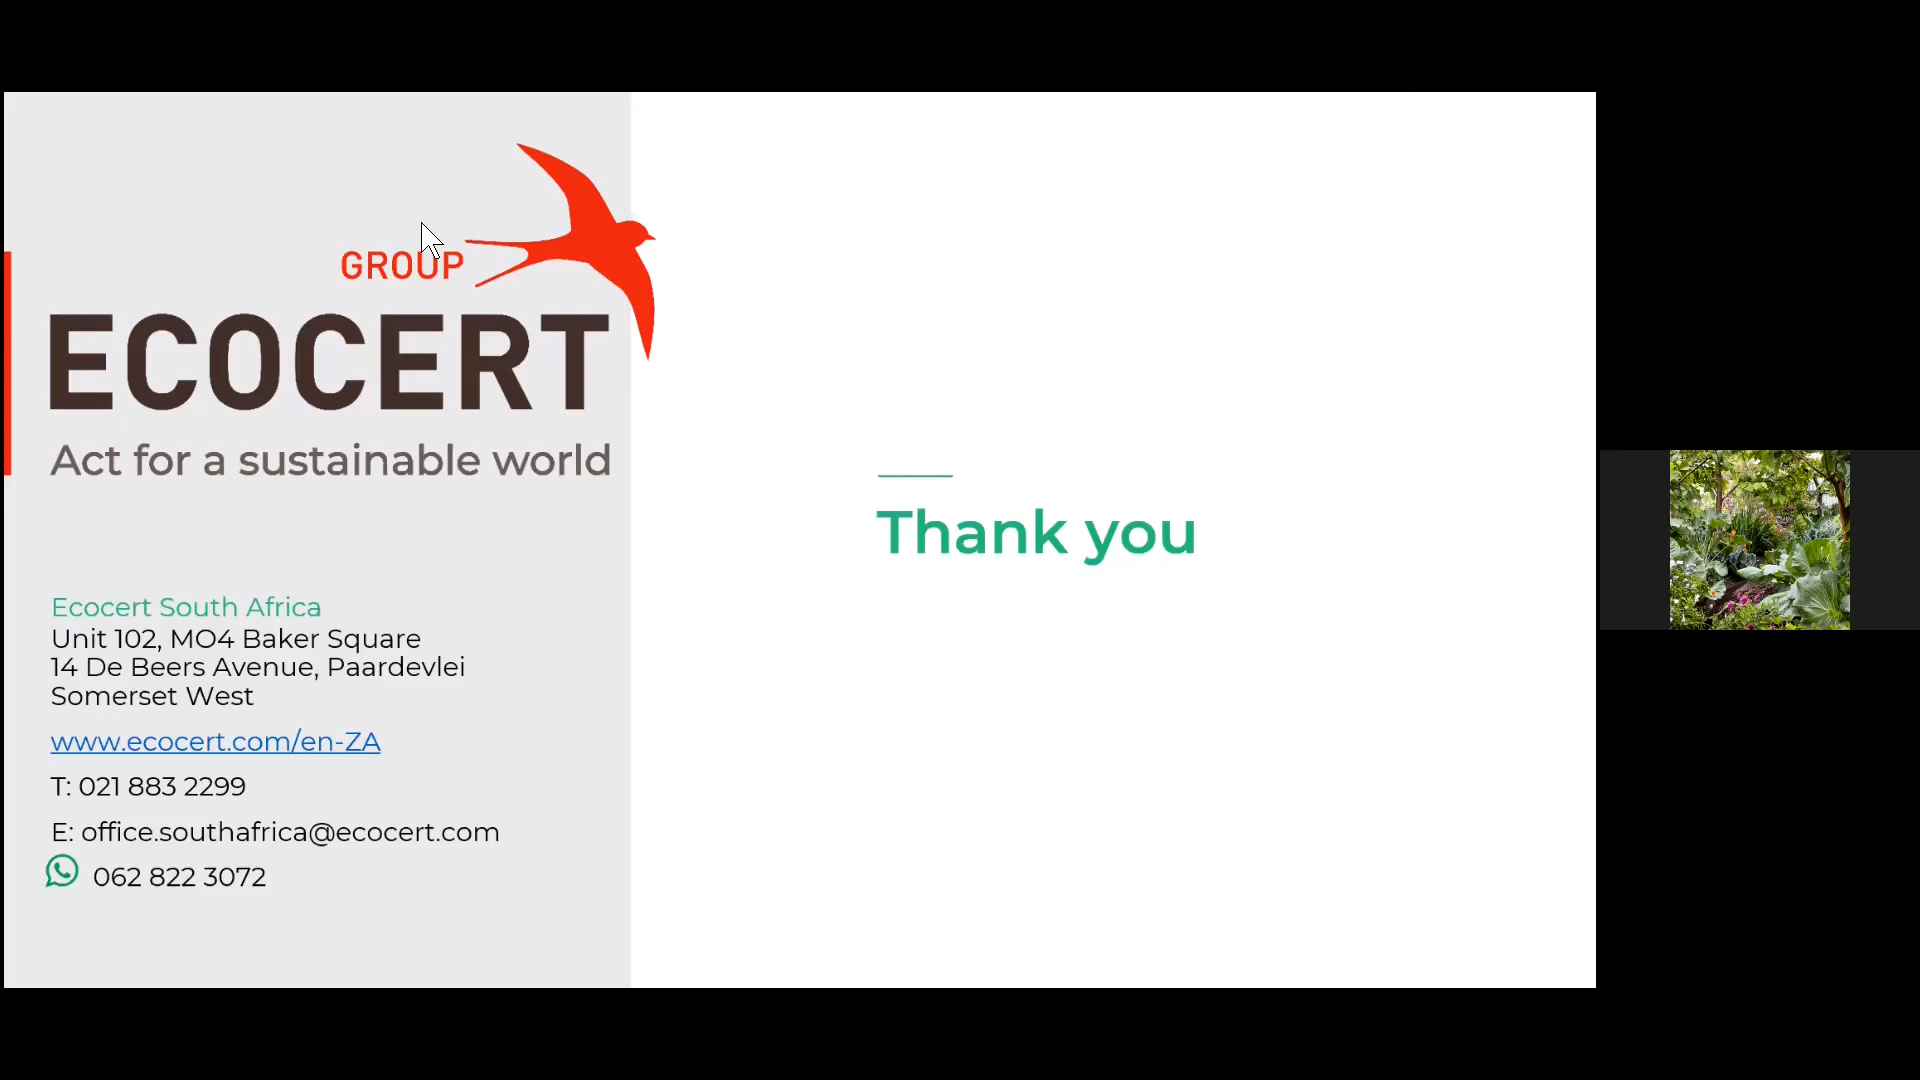 GROUP
ECOCERT
Act for a sustainable world
Thank you
Ecocert South Africa
Unit 102, MO4 Baker Square
14 De Beers Avenue, Paardevlei
Somerset West
www.ecocert.com/en-ZA
T: 021 883 2299
E: office.southafrica@ecocert.com
062 822 3072